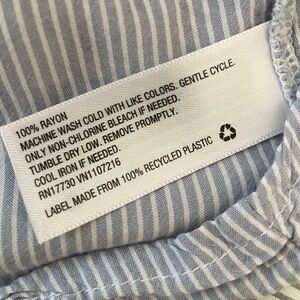 100% RAYON
MACHINE WASH COLD WITH LIKE COLORS. GENTLE CYCLE.
ONLY NON-CHLORINE BLEACH IF NEEDED.
TUMBLE DRY LOW. REMOVE PROMPTLY.
COOL IRON IF NEEDED.
RN17730 VN1107216
LABEL MADE FROM 100% RECYCLED PLASTIC